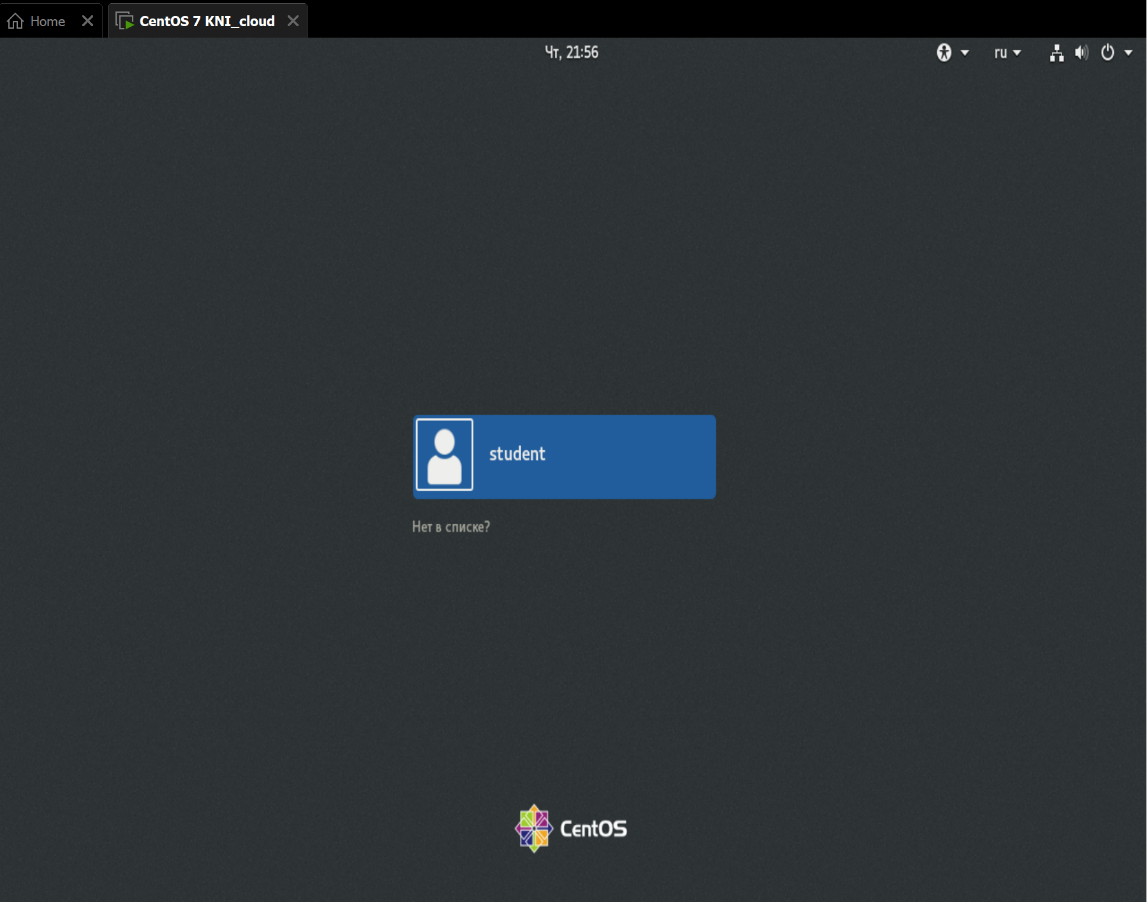 Home
CentOS 7 KNI_cloud
Чт, 21:56
ru
student
Нет в списке?
CentOS